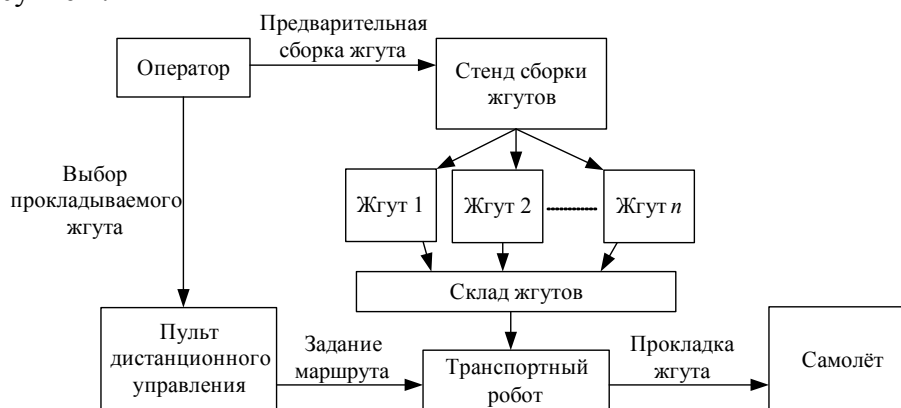 Предварительная
сборка жгута
Оператор
Стенд сборки
жгутов
Выбор
прокладываемого
жгута
Жгут 1
Жгут 2
Жгут n
Склад жгутов
Пульт
дистанционного
управления
Задание
маршрута
Транспортный
робот
Прокладка
жгута
Самолёт